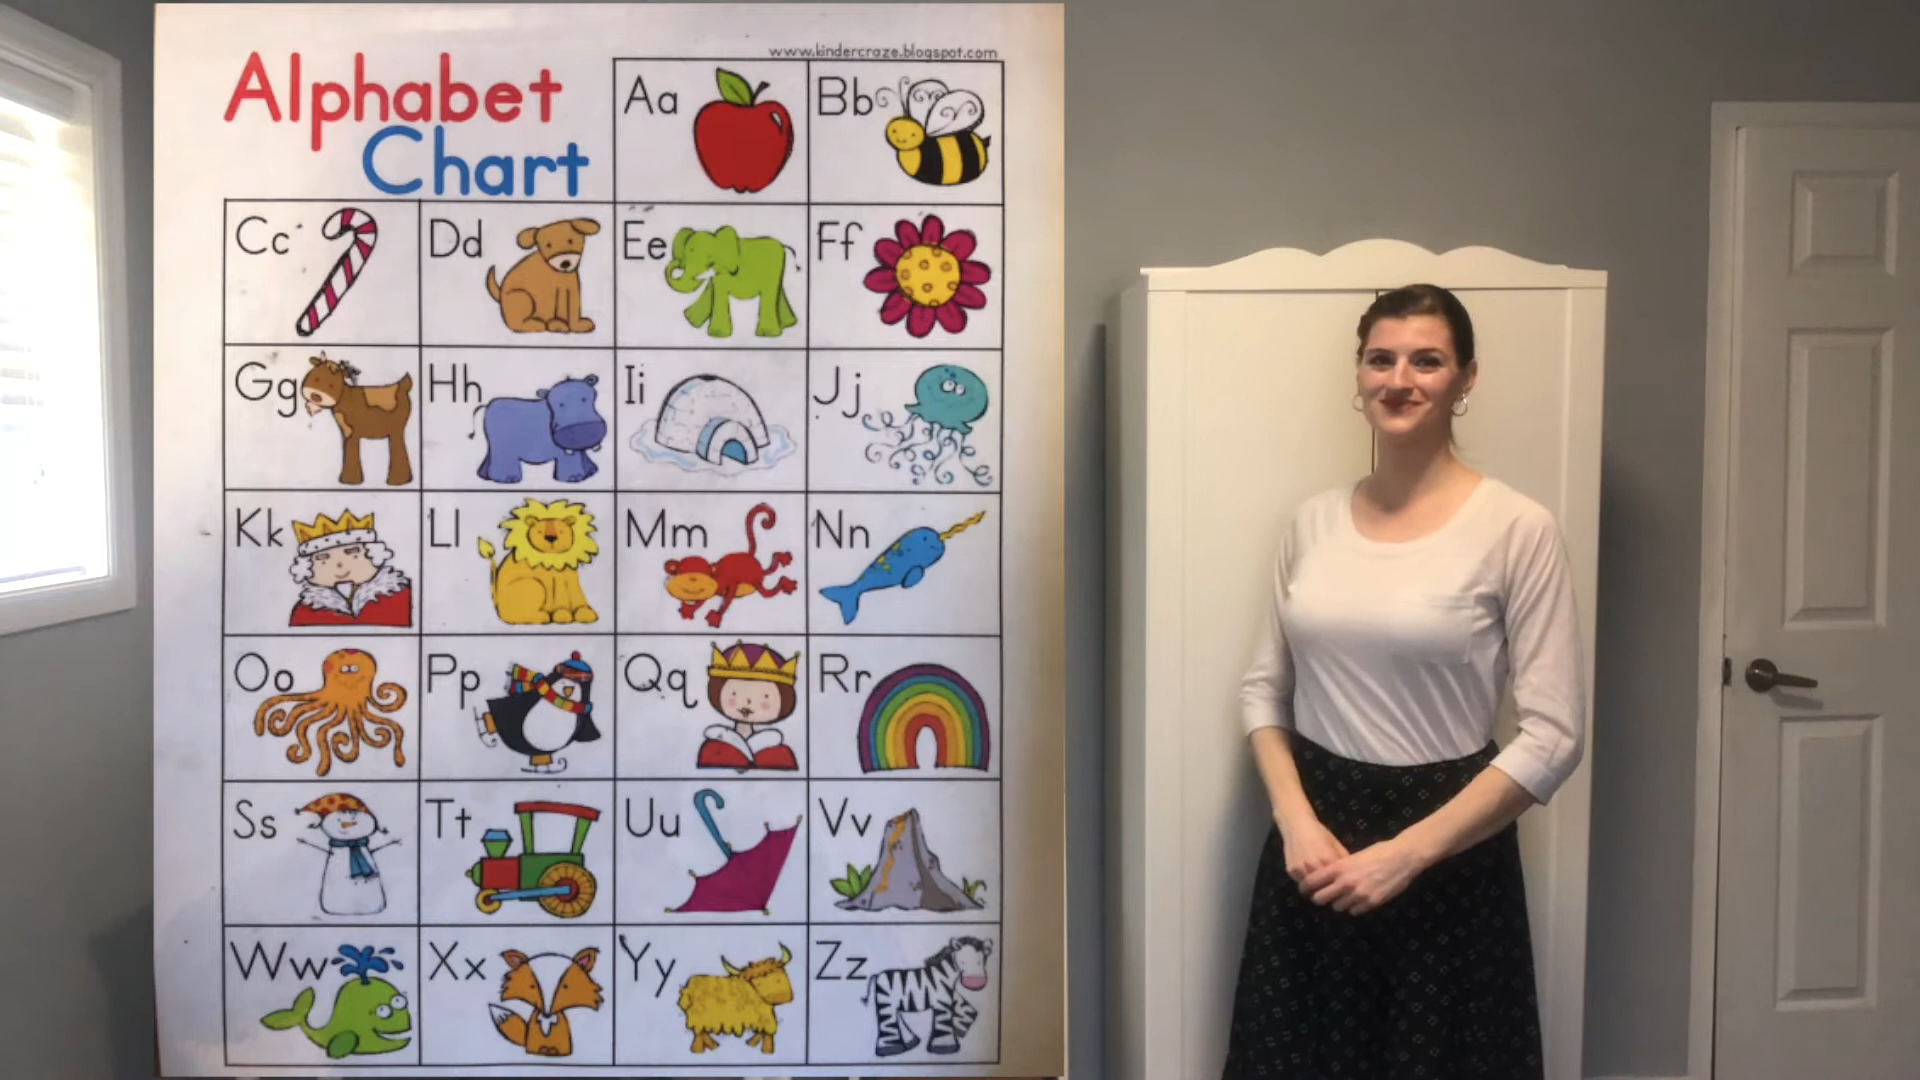 www.kindercraze.blogspot.com
Alphabet
Chart
Aa
Bb
Cc
Dd
Ee
Ff
Gg
Hh
Ii
Jj
Kk
Ll
Mm
Nn
Oo
Pp
Qq
Rr
Ss
Tt
Uu
Vv
Ww
Xx
Yy
Zz